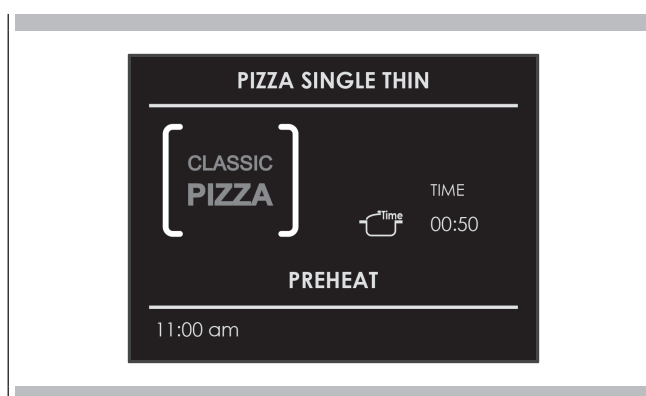 PIZZA SINGLE THIN
CLASSIC
PIZZA
TIME
Time
00:50
PREHEAT
11:00 am